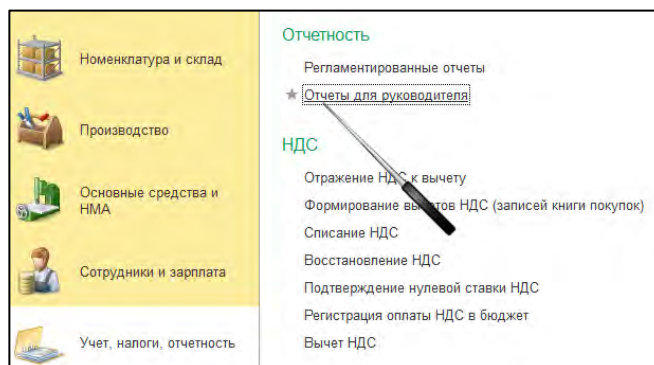 Номенклатура и склад
Производство
Основные средства и
НМА
Сотрудники и зарплата
Учет, налоги, отчетность
Отчетность
Регламентированные отчеты
Отчеты для руководителя
НДС
Отражение НДС к вычету
Формирование вычетов НДС (записей книги покупок)
Списание НДС
Восстановление НДС
Подтверждение нулевой ставки НДС
Регистрация оплаты НДС в бюджет
Вычет НДС